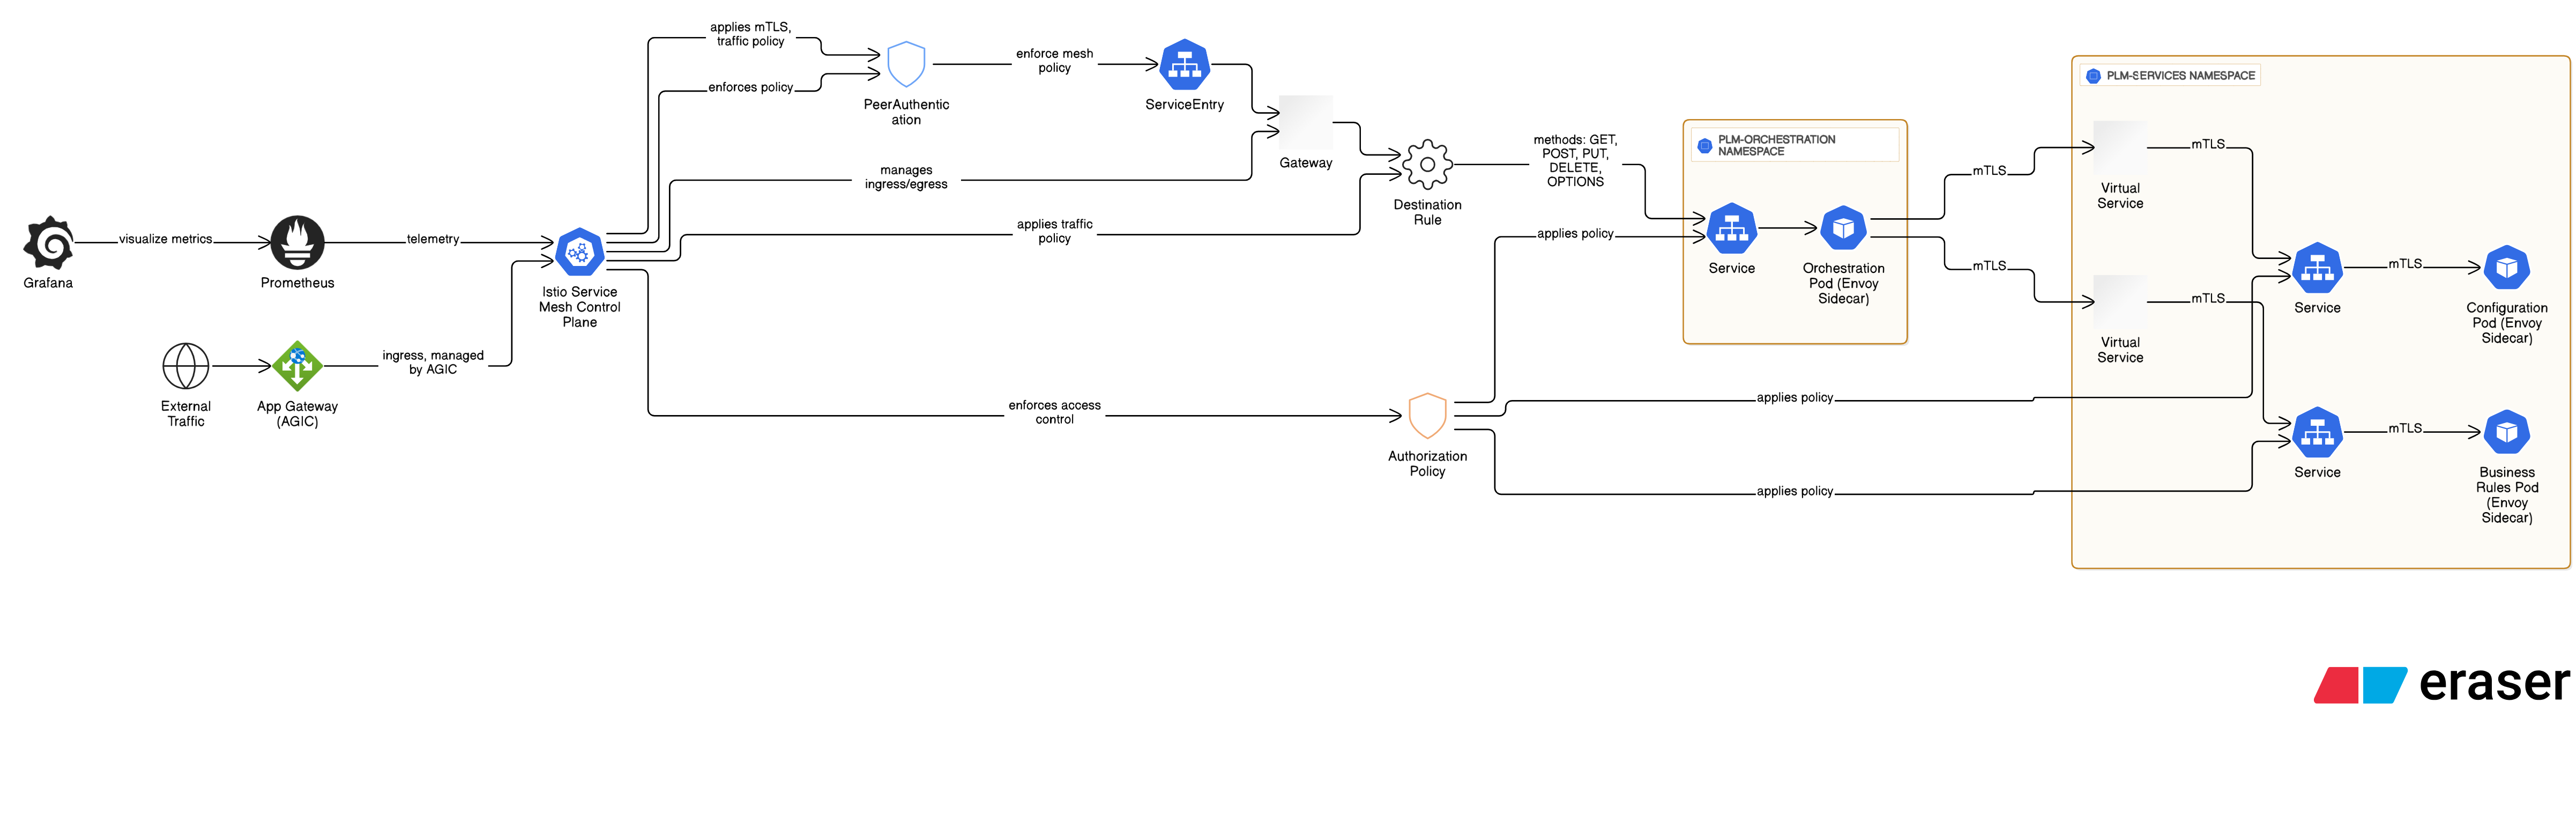 applies mTLS,
traffic policy
enforces policy
PeerAuthentic
ation
enforce mesh
policy
ServiceEntry
manages
ingress/egress
Gateway
applies traffic
policy
Destination
Rule
methods: GET,
POST, PUT,
DELETE,
OPTIONS
Grafana
visualize metrics
Prometheus
telemetry
Istio Service
Mesh Control
Plane
External
Traffic
App Gateway
(AGIC)
ingress, managed
by AGIC
enforces access
control
Authorization
Policy
applies policy
applies policy
applies policy
PLM-ORCHESTRATION
NAMESPACE
Service
Orchestration
Pod (Envoy
Sidecar)
mTLS
mTLS
PLM-SERVICES NAMESPACE
Virtual
Service
mTLS
Virtual
Service
mTLS
Service
mTLS
Configuration
Pod (Envoy
Sidecar)
Service
mTLS
Business
Rules Pod
(Envoy
Sidecar)
eraser